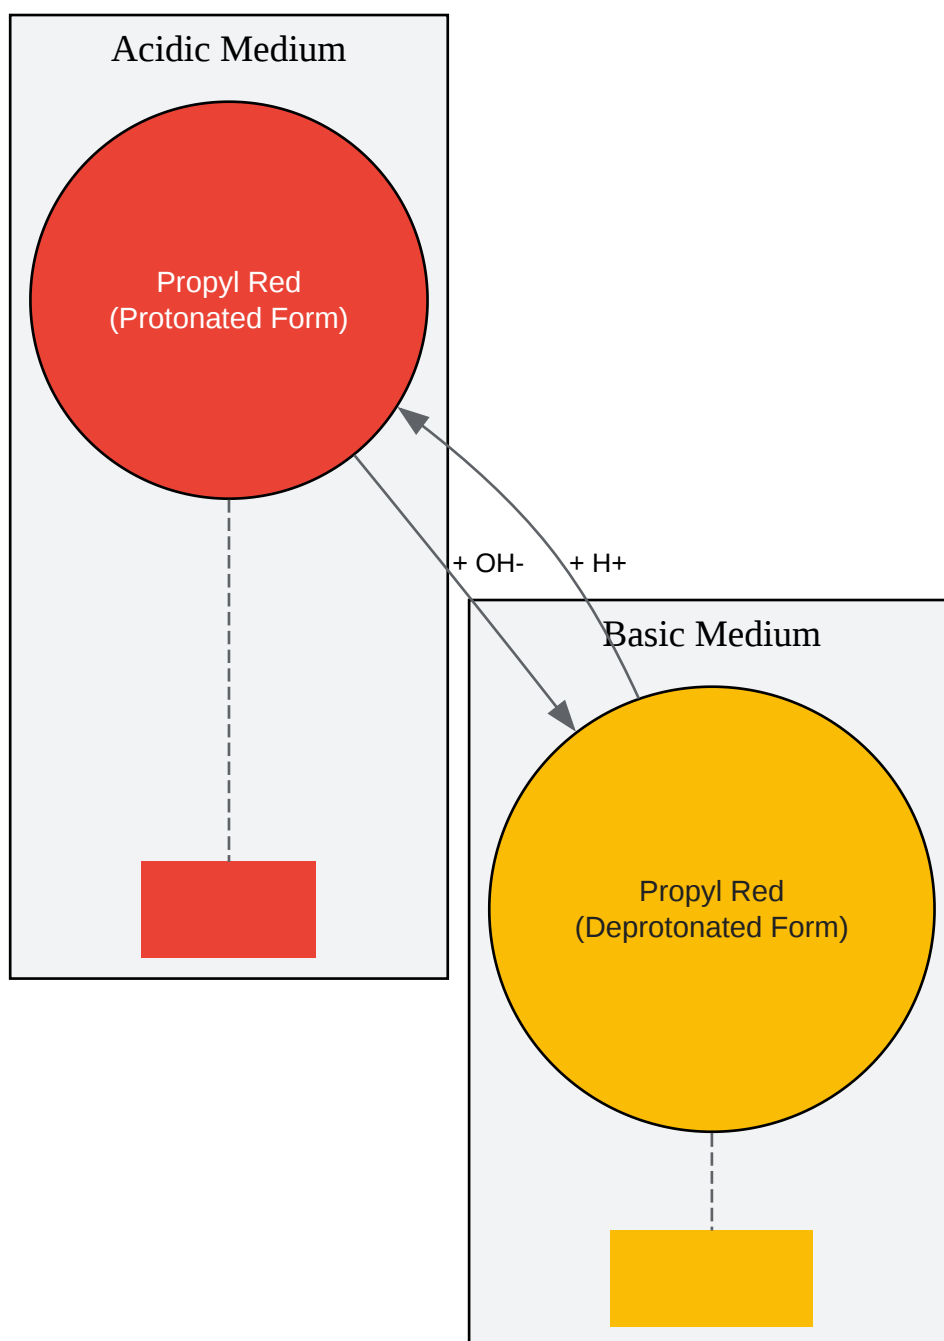 Acidic Medium
Propyl Red
(Protonated Form)
+ OH-
+ H+
Basic Medium
Propyl Red
(Deprotonated Form)